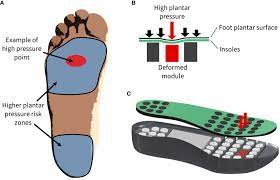 A
Example of
high pressure
point
Higher plantar
pressure risk
zones
B
High plantar
pressure
Foot plantar surface
Insoles
Deformed
module
C